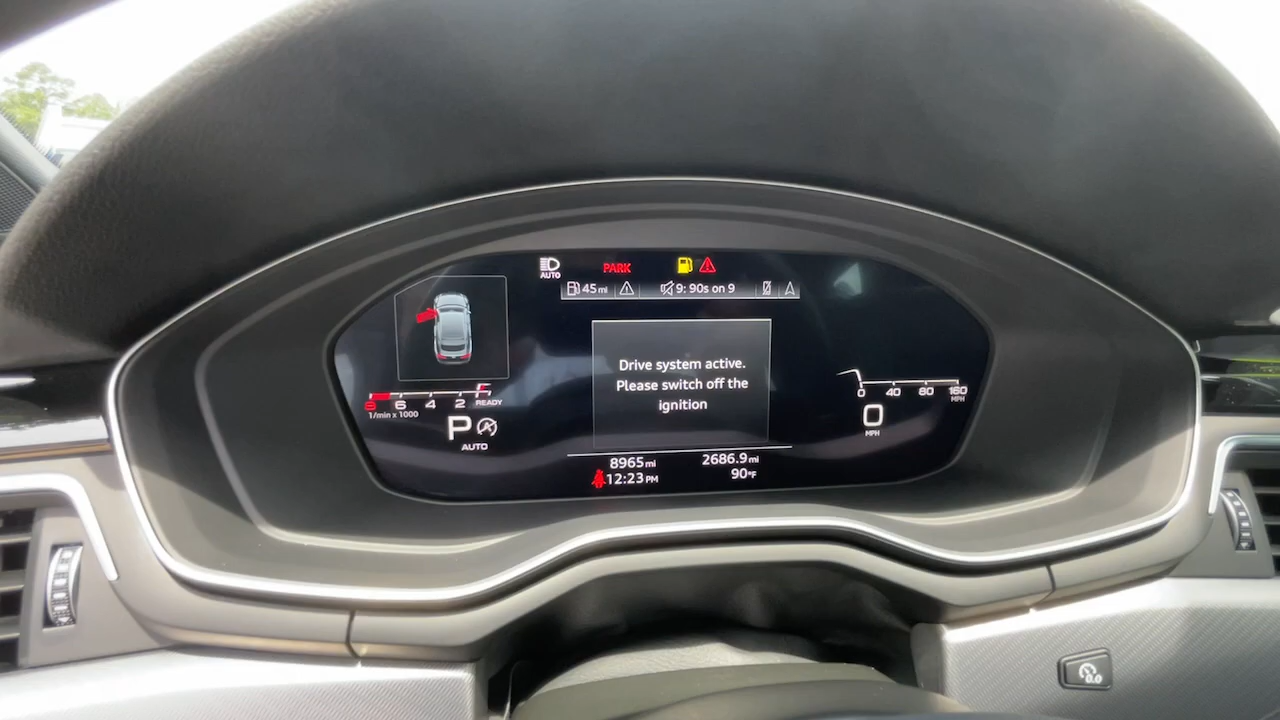 AUTO
PARK
45 mi
9: 90s on 9
Drive system active.
Please switch off the
ignition
6 4 2
READY
1/min x 1000
P
AUTO
0 40 80 160
MPH
0
MPH
8965 mi
2686.9 mi
12:23 PM
90°F